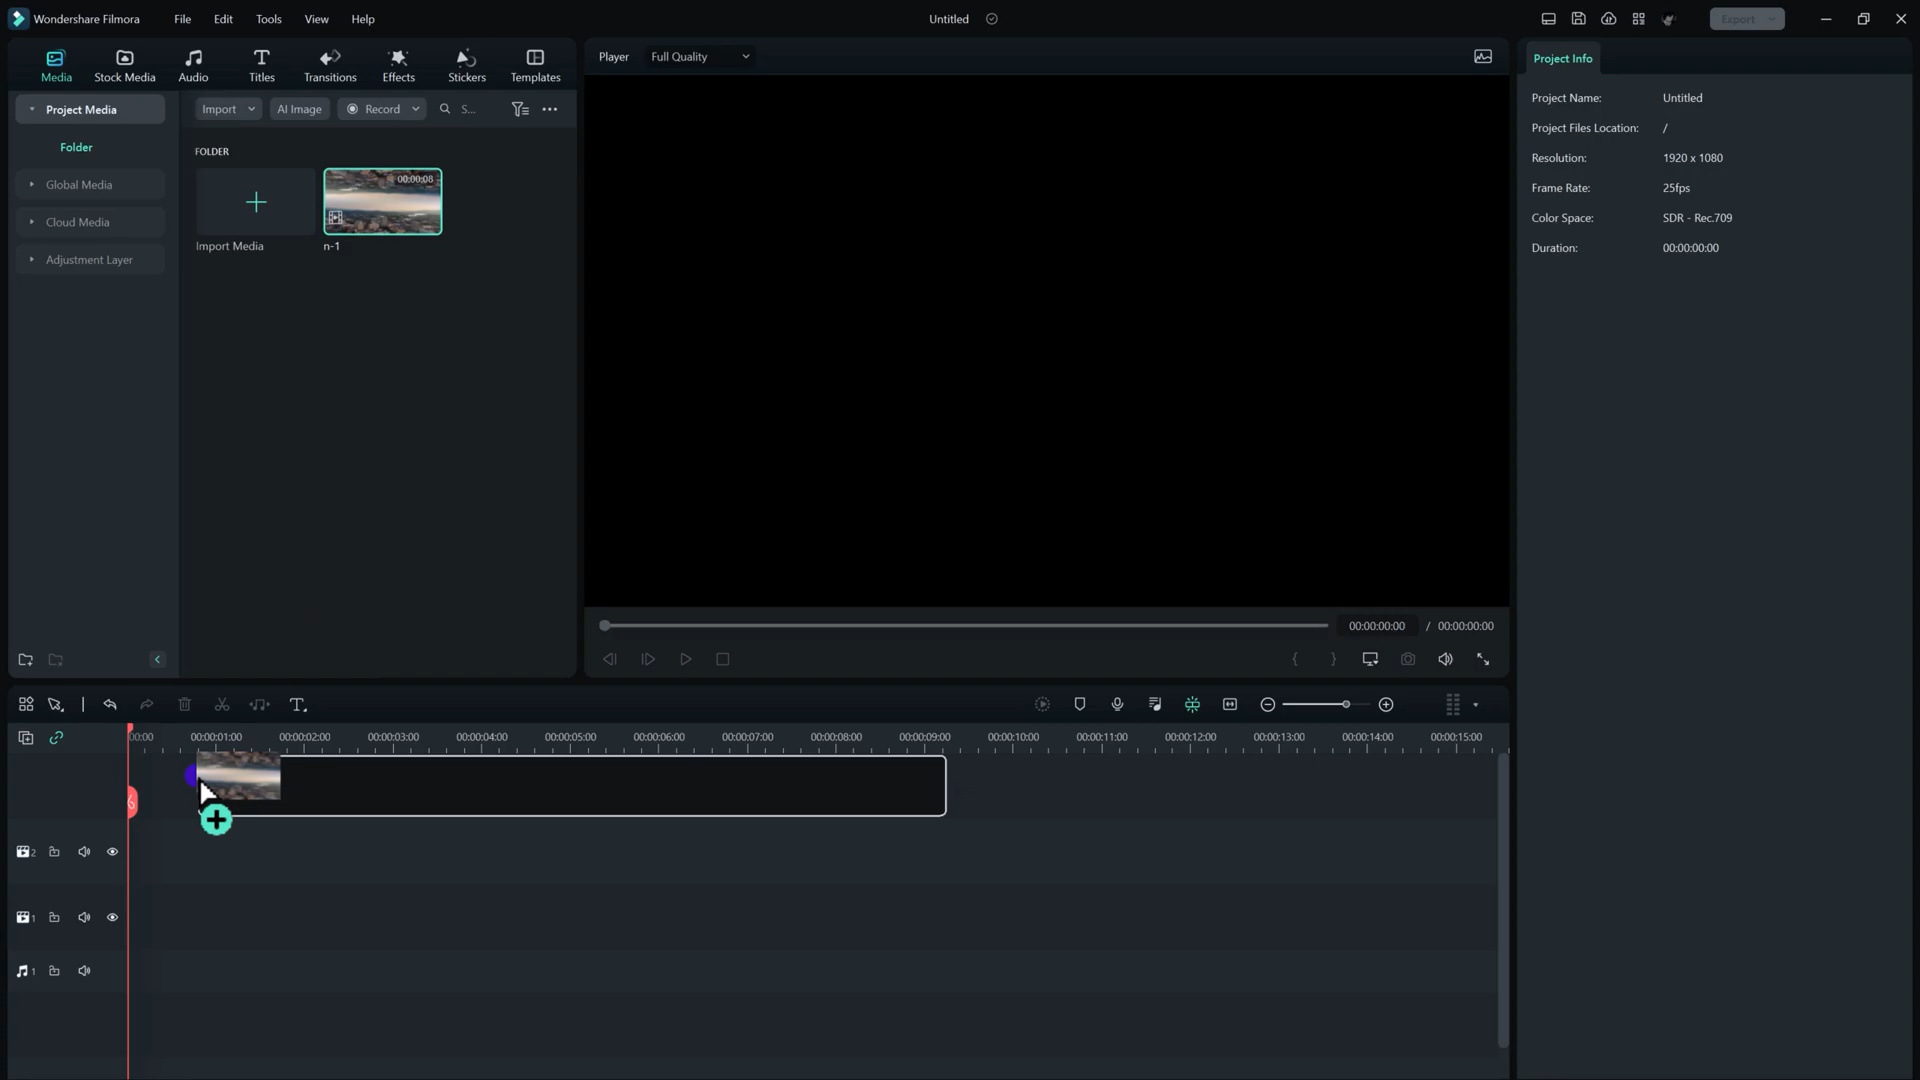 Wondershare Filmora File Edit Tools View Help Untitled Export
Media Stock Media Audio Titles Transitions Effects Stickers Templates
Player Full Quality
Project Info
Project Media
Folder
Global Media
Cloud Media
Adjustment Layer
Import AI Image Record S...
FOLDER
00:00:08
Import Media n-1
Project Name: Untitled
Project Files Location: /
Resolution: 1920 x 1080
Frame Rate: 25fps
Color Space: SDR - Rec.709
Duration: 00:00:00:00
00:00:00:00 / 00:00:00:00
00:00 00:00:01:00 00:00:02:00 00:00:03:00 00:00:04:00 00:00:05:00 00:00:06:00 00:00:07:00 00:00:08:00 00:00:09:00 00:00:10:00 00:00:11:00 00:00:12:00 00:00:13:00 00:00:14:00 00:00:15:00
2
1
1